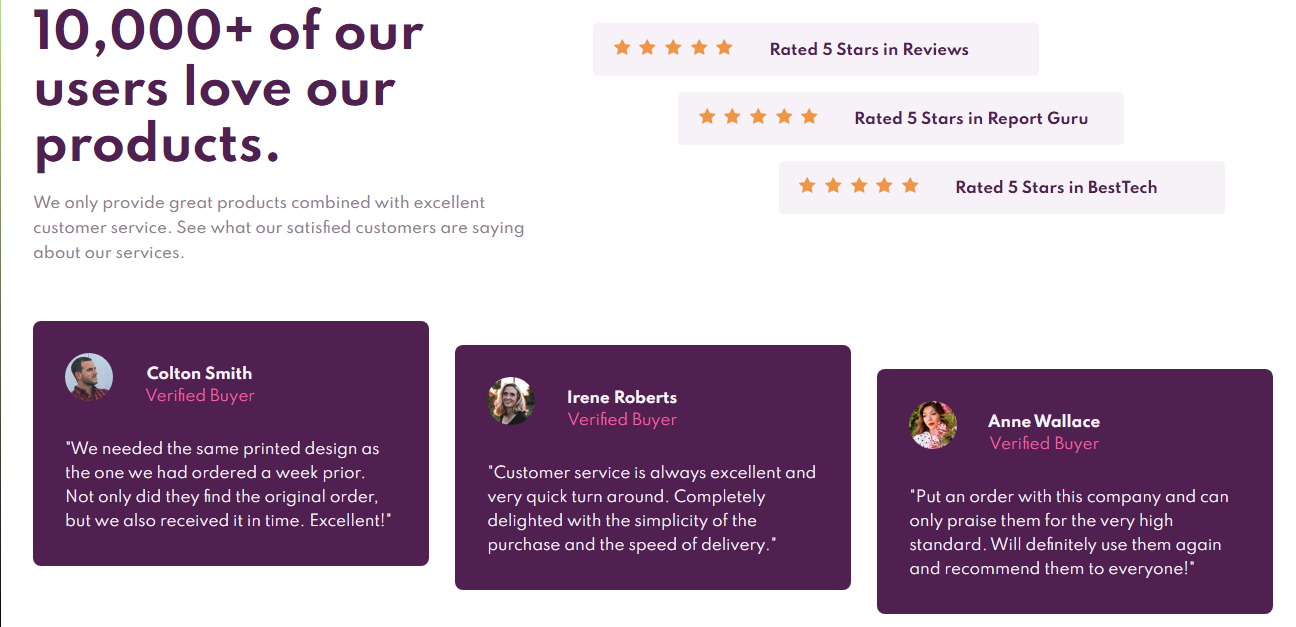 10,000+ of our
users love our
products.
We only provide great products combined with excellent
customer service. See what our satisfied customers are saying
about our services.
Rated 5 Stars in Reviews
Rated 5 Stars in Report Guru
Rated 5 Stars in BestTech
Colton Smith
Verified Buyer
"We needed the same printed design as
the one we had ordered a week prior.
Not only did they find the original order,
but we also received it in time. Excellent!"
Irene Roberts
Verified Buyer
"Customer service is always excellent and
very quick turn around. Completely
delighted with the simplicity of the
purchase and the speed of delivery."
Anne Wallace
Verified Buyer
"Put an order with this company and can
only praise them for the very high
standard. Will definitely use them again
and recommend them to everyone!"